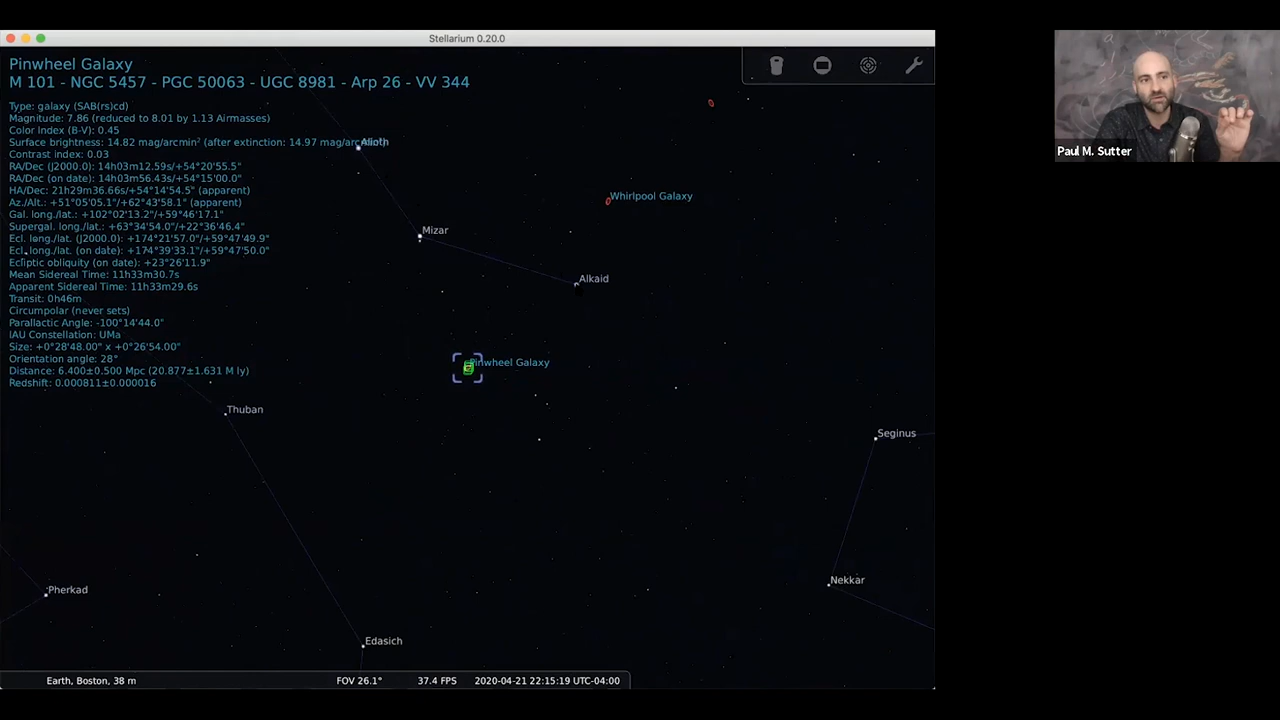 Stellarium 0.20.0
Pinwheel Galaxy
M 101 - NGC 5457 - PGC 50063 - UGC 8981 - Arp 26 - VV 344
Type: galaxy (SAB(rs)cd)
Magnitude: 7.86 (reduced to 8.01 by 1.13 Airmasses)
Color Index (B-V): 0.45
Surface brightness: 14.82 mag/arcmin² (after extinction: 14.97 mag/arcmin²)
Contrast index: 0.03
RA/Dec (J2000.0): 14h03m12.59s/+54°20'55.5"
RA/Dec (on date): 14h03m56.43s/+54°15'00.0"
HA/Dec: 21h29m36.66s/+54°14'54.5" (apparent)
Az./Alt.: +51°05'05.1"/+62°43'58.1" (apparent)
Gal. long./lat.: +102°02'13.2"/+59°46'17.1"
Supergal. long./lat.: +63°34'54.0"/+22°36'46.4"
Ecl. long./lat. (J2000.0): +174°21'57.0"/+59°47'49.9"
Ecl. long./lat. (on date): +174°39'33.1"/+59°47'50.0"
Ecliptic obliquity (on date): +23°26'11.9"
Mean Sidereal Time: 11h33m30.7s
Apparent Sidereal Time: 11h33m29.6s
Transit: 0h46m
Circumpolar (never sets)
Parallactic Angle: -100°14'44.0"
IAU Constellation: UMa
Size: +0°28'48.00" x +0°26'54.00"
Orientation angle: 28°
Distance: 6.400±0.500 Mpc (20.877±1.631 M ly)
Redshift: 0.000811±0.000016
Alioth
Whirlpool Galaxy
Mizar
Alkaid
Pinwheel Galaxy
Thuban
Seginus
Nekkar
Pherkad
Edasich
Earth, Boston, 38 m
FOV 26.1°
37.4 FPS
2020-04-21 22:15:19 UTC-04:00
Paul M. Sutter